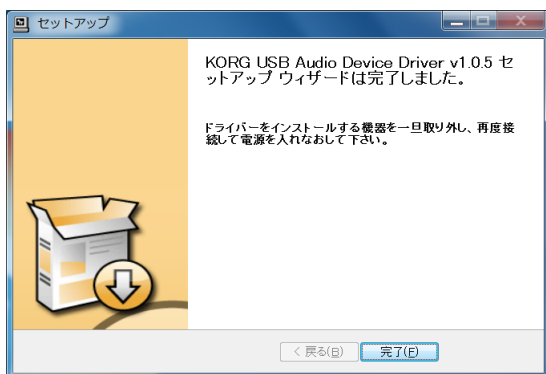 セットアップ
KORG USB Audio Device Driver v1.0.5 セ
ットアップ ウィザードは完了しました。
ドライバーをインストールする機器を一旦取り外し、再度接
続して電源を入れなおして下さい。
< 戻る(B)
完了(F)